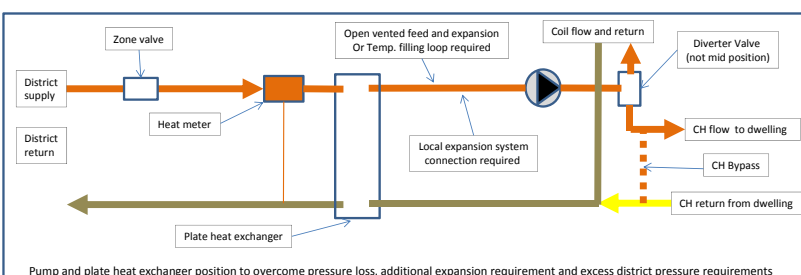 Zone valve
Open vented feed and expansion
Or Temp. filling loop required
Coil flow and return
Diverter Valve
(not mid position)
District
supply
Heat meter
District
return
Local expansion system
connection required
CH flow to dwelling
CH Bypass
CH return from dwelling
Plate heat exchanger
Pump and plate heat exchanger position to overcome pressure loss, additional expansion requirement and excess district pressure requirements